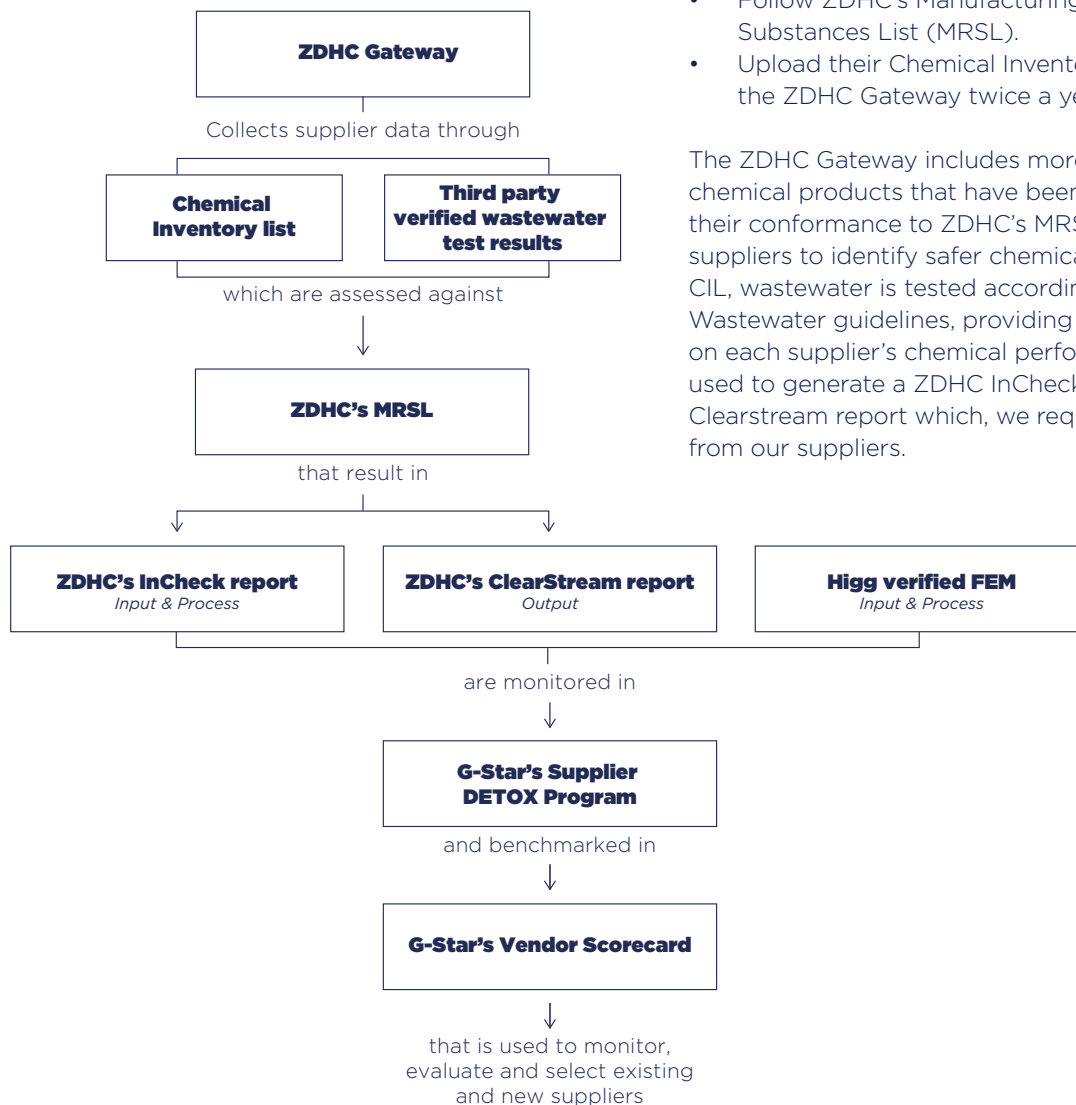 • Follow ZDHC’s Manufacturing
Substances List (MRSL).
• Upload their Chemical
the ZDHC Gateway twice a
The ZDHC Gateway includes more
chemical products that have been
their conformance to ZDHC’s
suppliers to identify safer
CIL, wastewater is tested
Wastewater guidelines, providing
on each supplier’s chemical
used to generate a ZDHC InCheck
Clearstream report which, we
from our suppliers.
ZDHC Gateway
Collects supplier data through
Chemical
Inventory list
Third party
verified wastewater
test results
which are assessed against
ZDHC’s MRSL
that result in
ZDHC’s InCheck report
Input & Process
ZDHC’s ClearStream report
Output
Higg verified FEM
Input & Process
are monitored in
G-Star’s Supplier
DETOX Program
and benchmarked in
G-Star’s Vendor Scorecard
that is used to monitor,
evaluate and select existing
and new suppliers